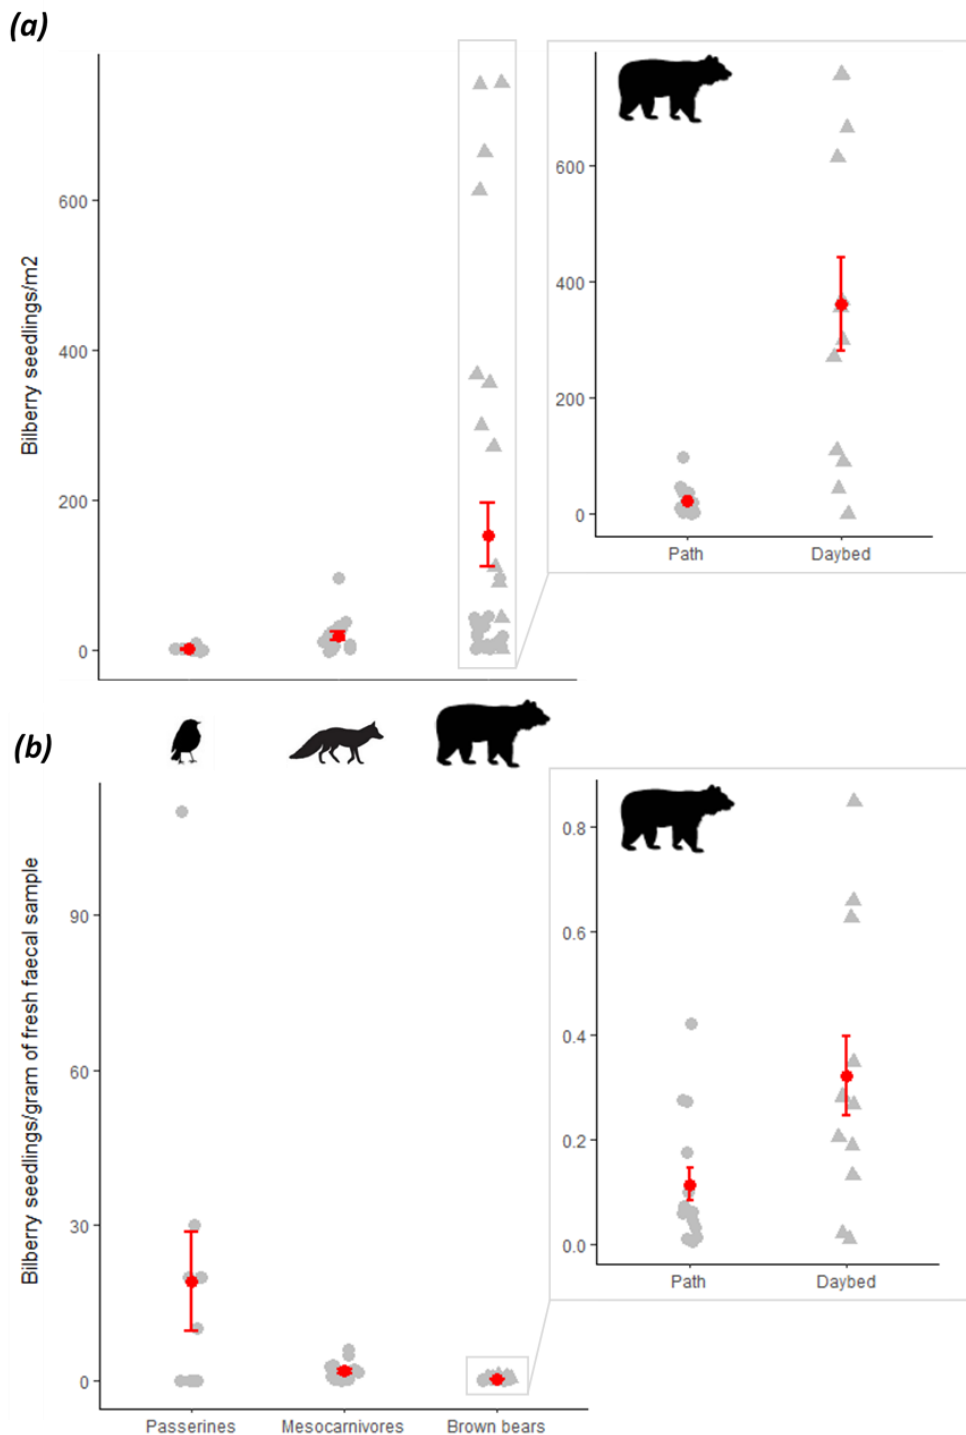 (a)
Bilberry seedlings/m2
600
400
200
0
600
400
200
0
Path Daybed
(b)
Bilberry seedlings/gram of fresh faecal sample
90
60
30
0
Passerines Mesocarnivores Brown bears
0.8
0.6
0.4
0.2
0.0
Path Daybed